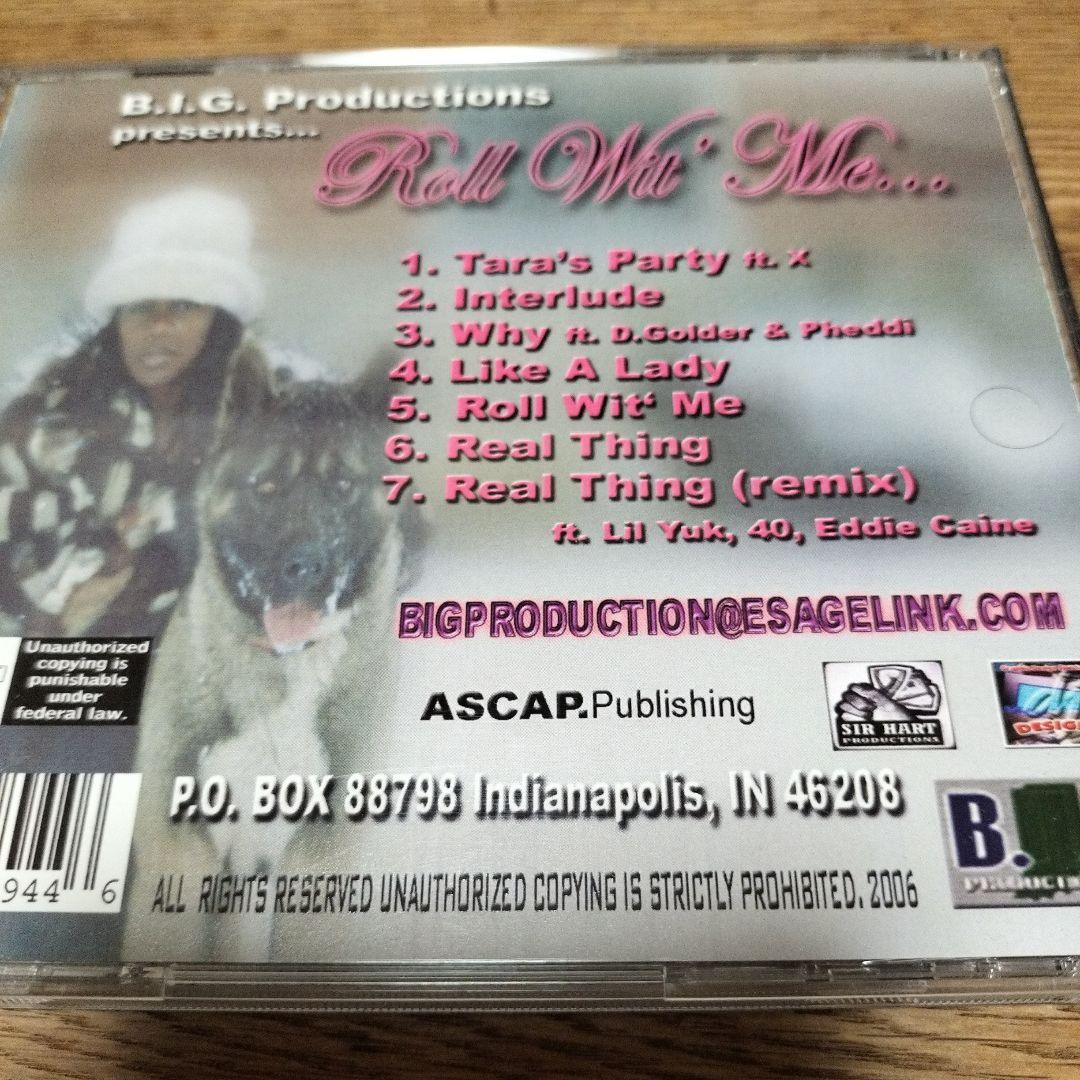 B.I.G. Productions
presents...
Roll Wit' Me...
1. Tara's Party ft. X
2. Interlude
3. Why ft. D.Golder & Pheddi
4. Like A Lady
5. Roll Wit' Me
6. Real Thing
7. Real Thing (remix)
ft. Lil Yuk, 40, Eddie Caine
BIGPRODUCTION@ESAGELINK.COM
Unauthorized
copying is
punishable
under
federal law.
ASCAP.Publishing
SIR HART
PRODUCTIONS
P.O. BOX 88798 Indianapolis, IN 46208
B.
944 6
ALL RIGHTS RESERVED UNAUTHORIZED COPYING IS STRICTLY PROHIBITED. 2006